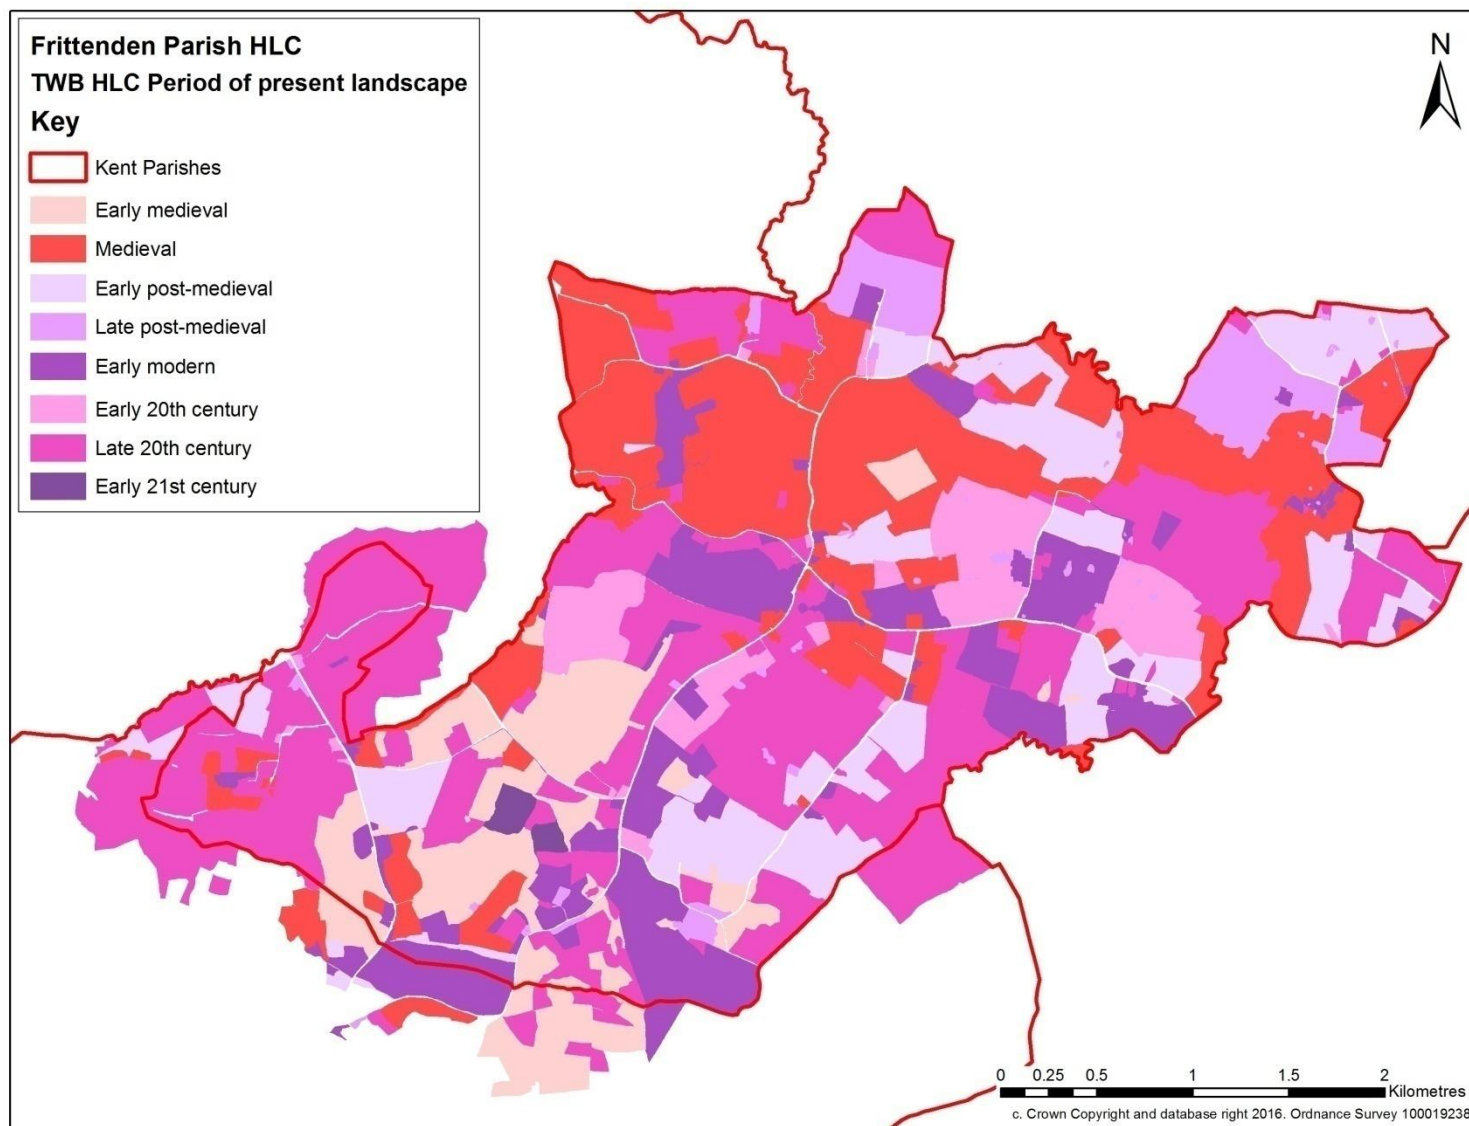 Frittenden Parish HLC
TWB HLC Period of present landscape
Key
Kent Parishes
Early medieval
Medieval
Early post-medieval
Late post-medieval
Early modern
Early 20th century
Late 20th century
Early 21st century
N
0 0.25 0.5 1 1.5 2
Kilometres
c. Crown Copyright and database right 2016. Ordnance Survey 100019238